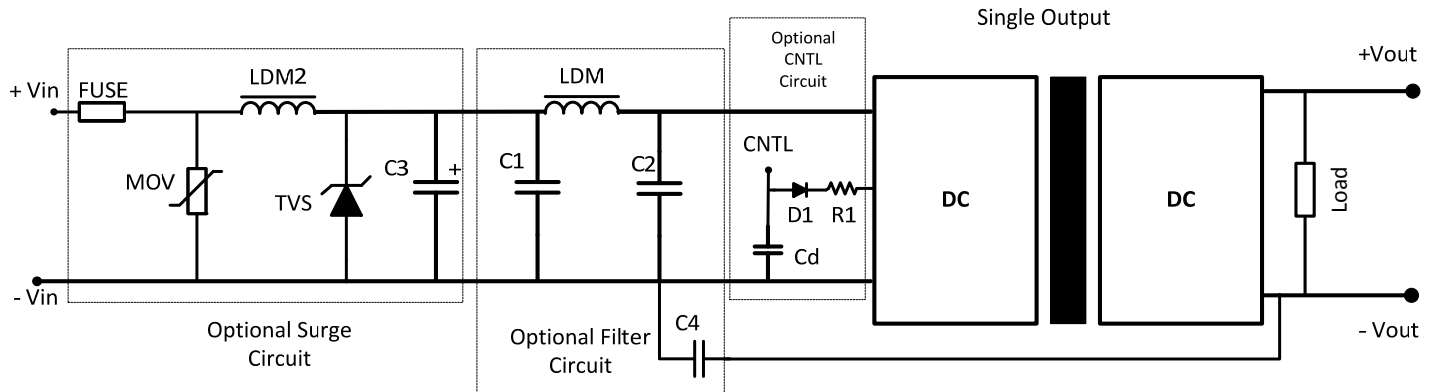 Single Output
Optional
CNTL
Circuit
+Vout
+ Vin
FUSE
LDM2
LDM
MOV
TVS
C3
+
C1
C2
CNTL
D1
R1
Cd
DC
DC
Load
- Vin
- Vout
Optional Surge
Circuit
Optional Filter
Circuit
C4